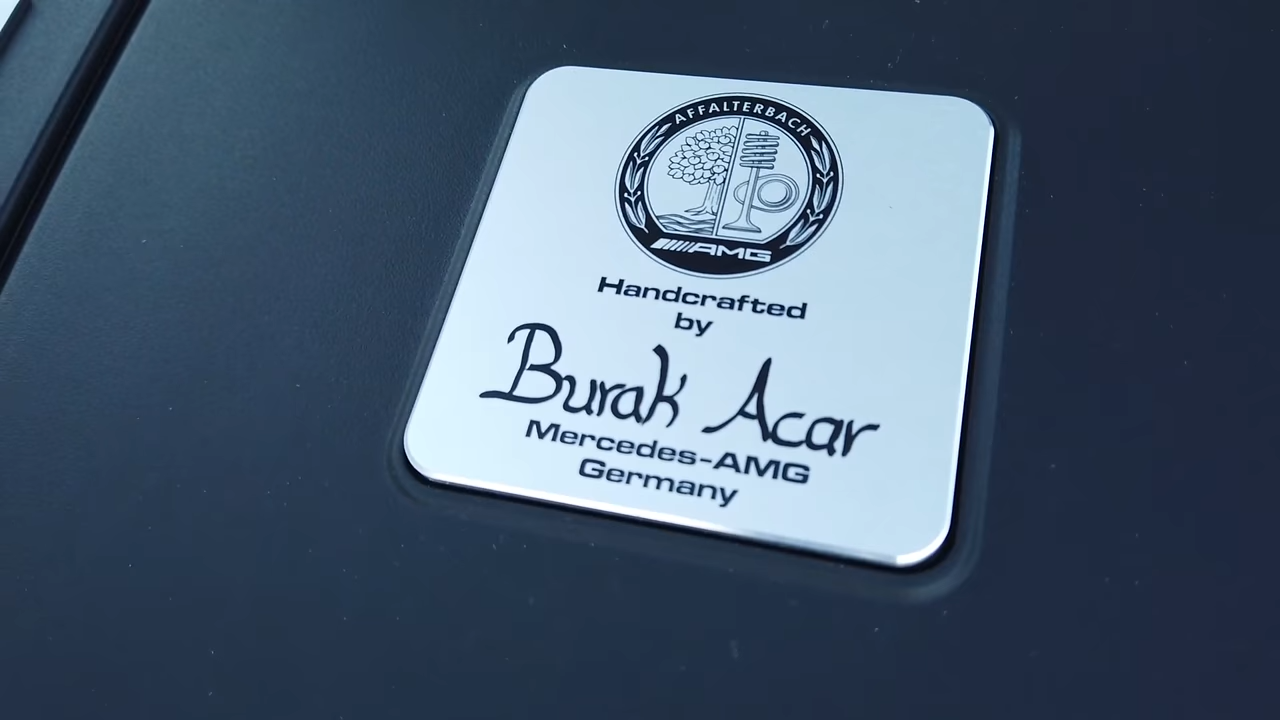 AFFALTERBACH
AMG
Handcrafted
by
Burak Acar
Mercedes-AMG
Germany